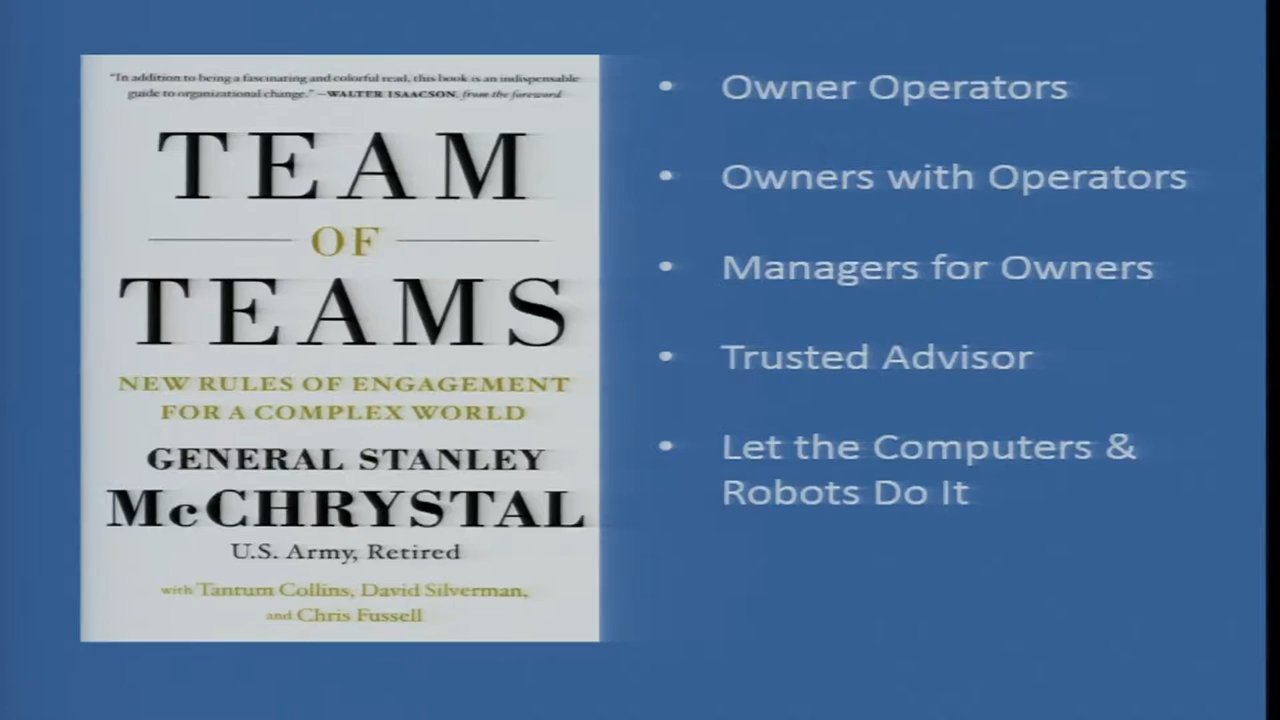 "In addition to being a fascinating and colorful read, this book is an indispensable
guide to organizational change." —WALTER ISAACSON, from the foreword
TEAM
OF
TEAMS
NEW RULES OF ENGAGEMENT
FOR A COMPLEX WORLD
GENERAL STANLEY
McCHRYSTAL
U.S. Army, Retired
with Tantum Collins, David Silverman,
and Chris Fussell
• Owner Operators
• Owners with Operators
• Managers for Owners
• Trusted Advisor
• Let the Computers &
Robots Do It